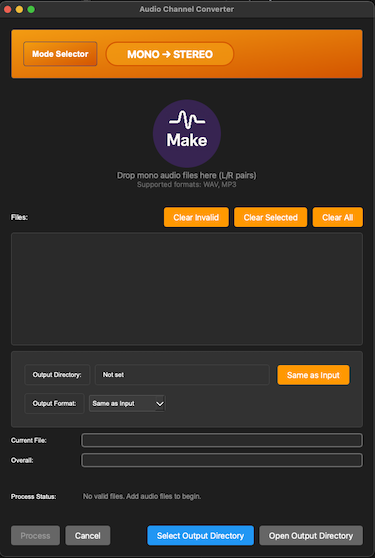 Audio Channel Converter
Mode Selector
MONO → STEREO
Make
Drop mono audio files here (L/R pairs)
Supported formats: WAV, MP3
Files:
Clear Invalid
Clear Selected
Clear All
Output Directory:
Not set
Same as Input
Output Format:
Same as Input
Current File:
Overall:
Process Status:
No valid files. Add audio files to begin.
Process
Cancel
Select Output Directory
Open Output Directory